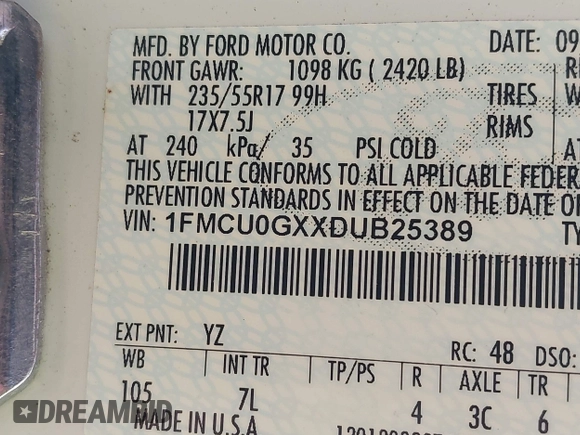 MFD. BY FORD MOTOR CO. DATE: 09
FRONT GAWR: 1098 KG ( 2420 LB)
WITH 235/55R17 99H TIRES
17X7.5J RIMS
AT 240 kPa/ 35 PSI COLD
THIS VEHICLE CONFORMS TO ALL APPLICABLE FEDER
PREVENTION STANDARDS IN EFFECT ON THE DATE O
VIN: 1FMCU0GXXDUB25389
EXT PNT: YZ RC: 48 DSO:
WB INT TR TP/PS R AXLE TR
105 7L 4 3C 6
MADE IN U.S.A
DREAMBID